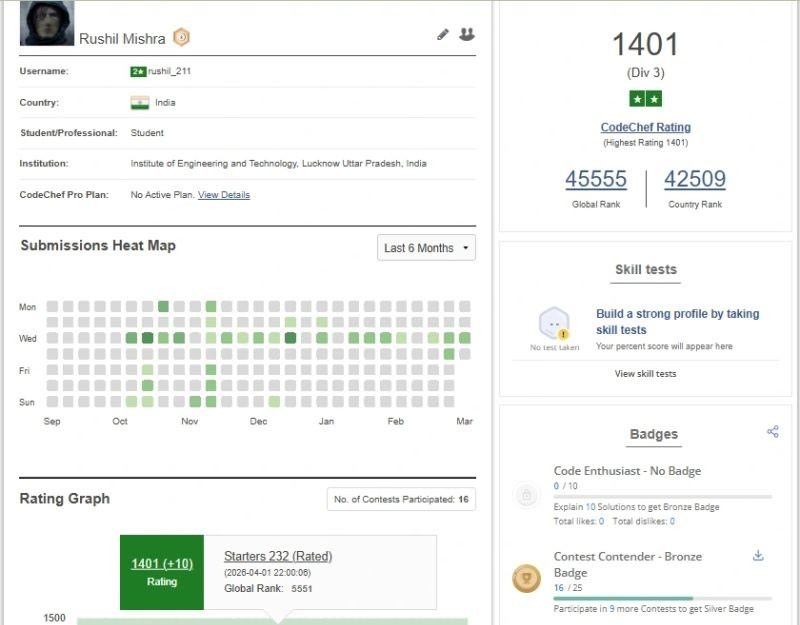 Rushil Mishra
Username: 2★ rushil_211
Country: India
Student/Professional: Student
Institution: Institute of Engineering and Technology, Lucknow Uttar Pradesh, India
CodeChef Pro Plan: No Active Plan. View Details
Submissions Heat Map
Last 6 Months
Mon
Wed
Fri
Sun
Sep Oct Nov Dec Jan Feb Mar
Rating Graph
No. of Contests Participated: 16
1401 (+10)
Rating
Starters 232 (Rated)
(2026-04-01 22:00:06)
Global Rank: 5551
1500
1401
(Div 3)
★★
CodeChef Rating
(Highest Rating 1401)
45555
Global Rank
42509
Country Rank
Skill tests
No test taken
Build a strong profile by taking
skill tests
Your percent score will appear here
View skill tests
Badges
Code Enthusiast - No Badge
0 / 10
Explain 10 Solutions to get Bronze Badge
Total likes: 0 Total dislikes: 0
Contest Contender - Bronze
Badge
16 / 25
Participate in 9 more Contests to get Silver Badge